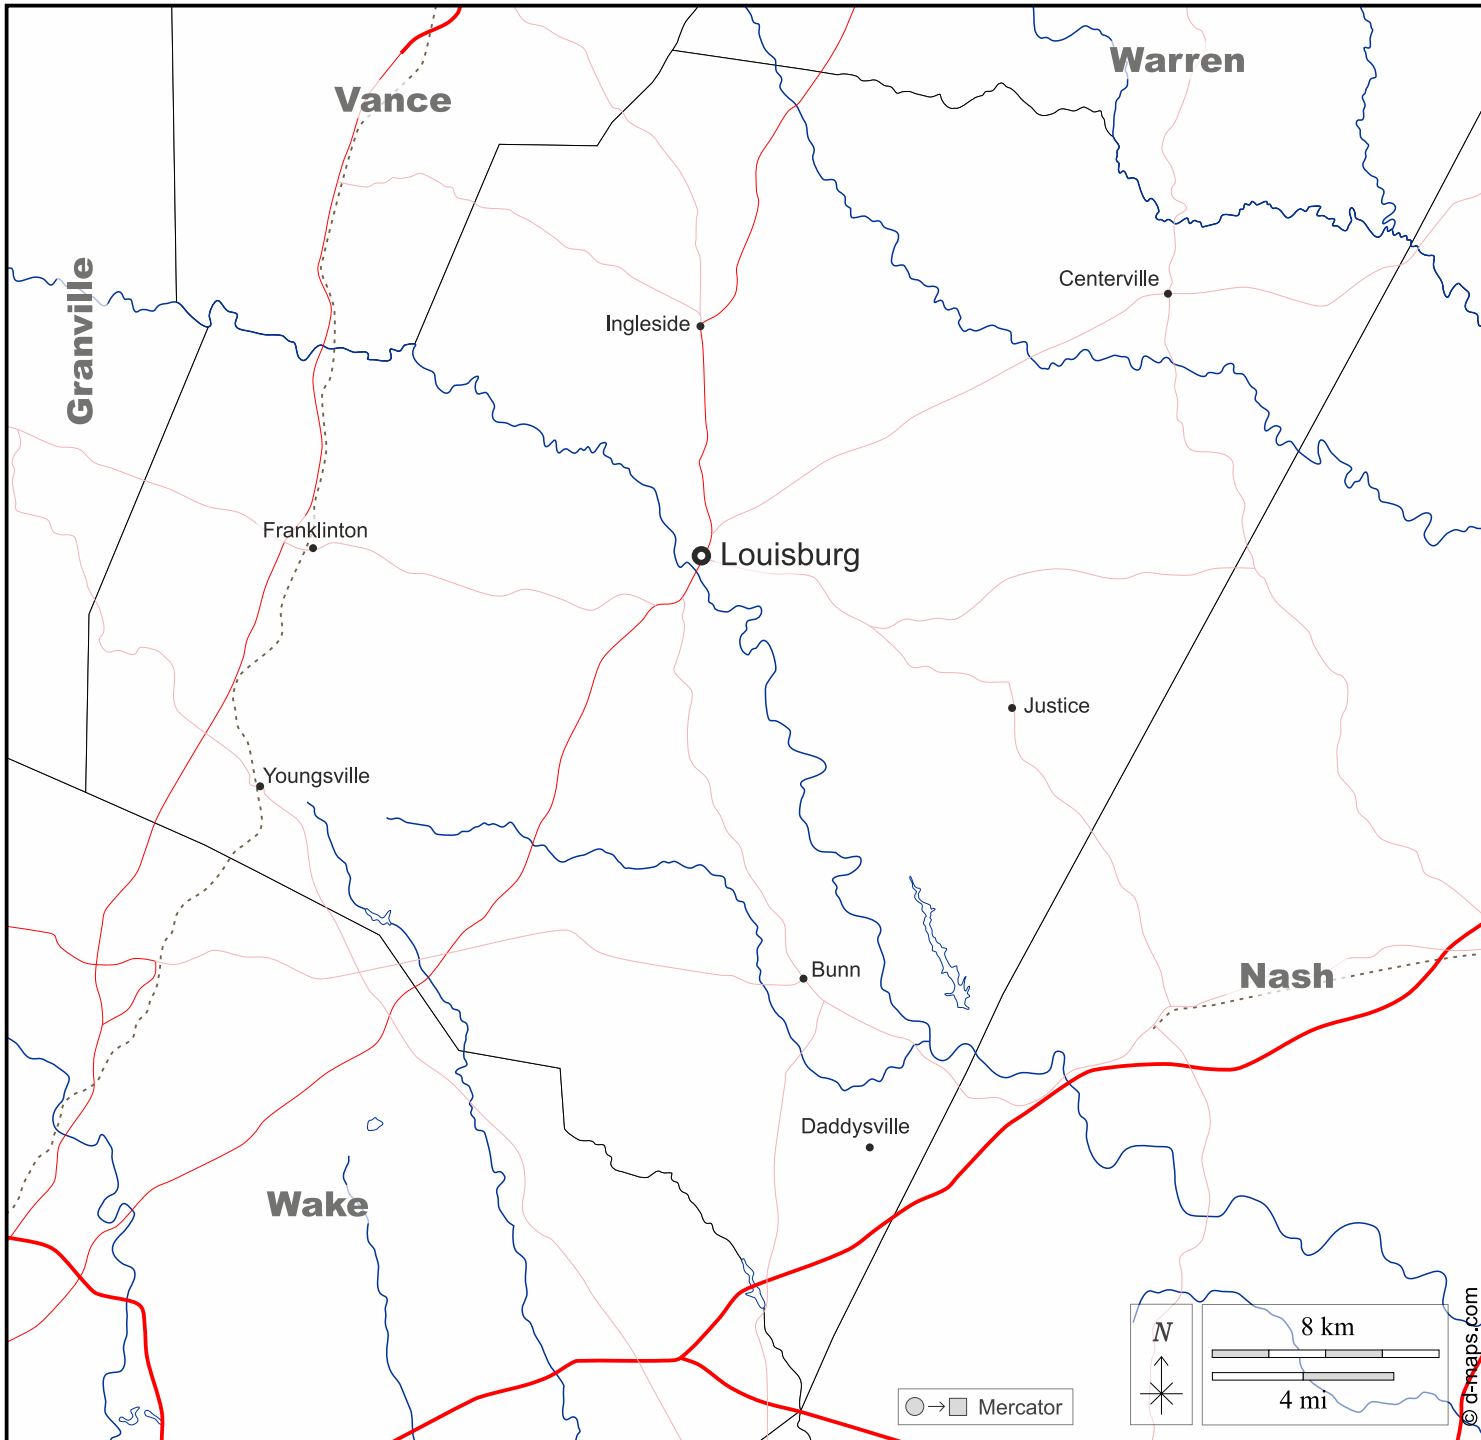 Warren
Vance
Granville
Centerville
Ingleside
Franklinton
Louisburg
Justice
Youngsville
Bunn
Nash
Daddysville
Wake
N
8 km
4 mi
Mercator
© d-maps.com